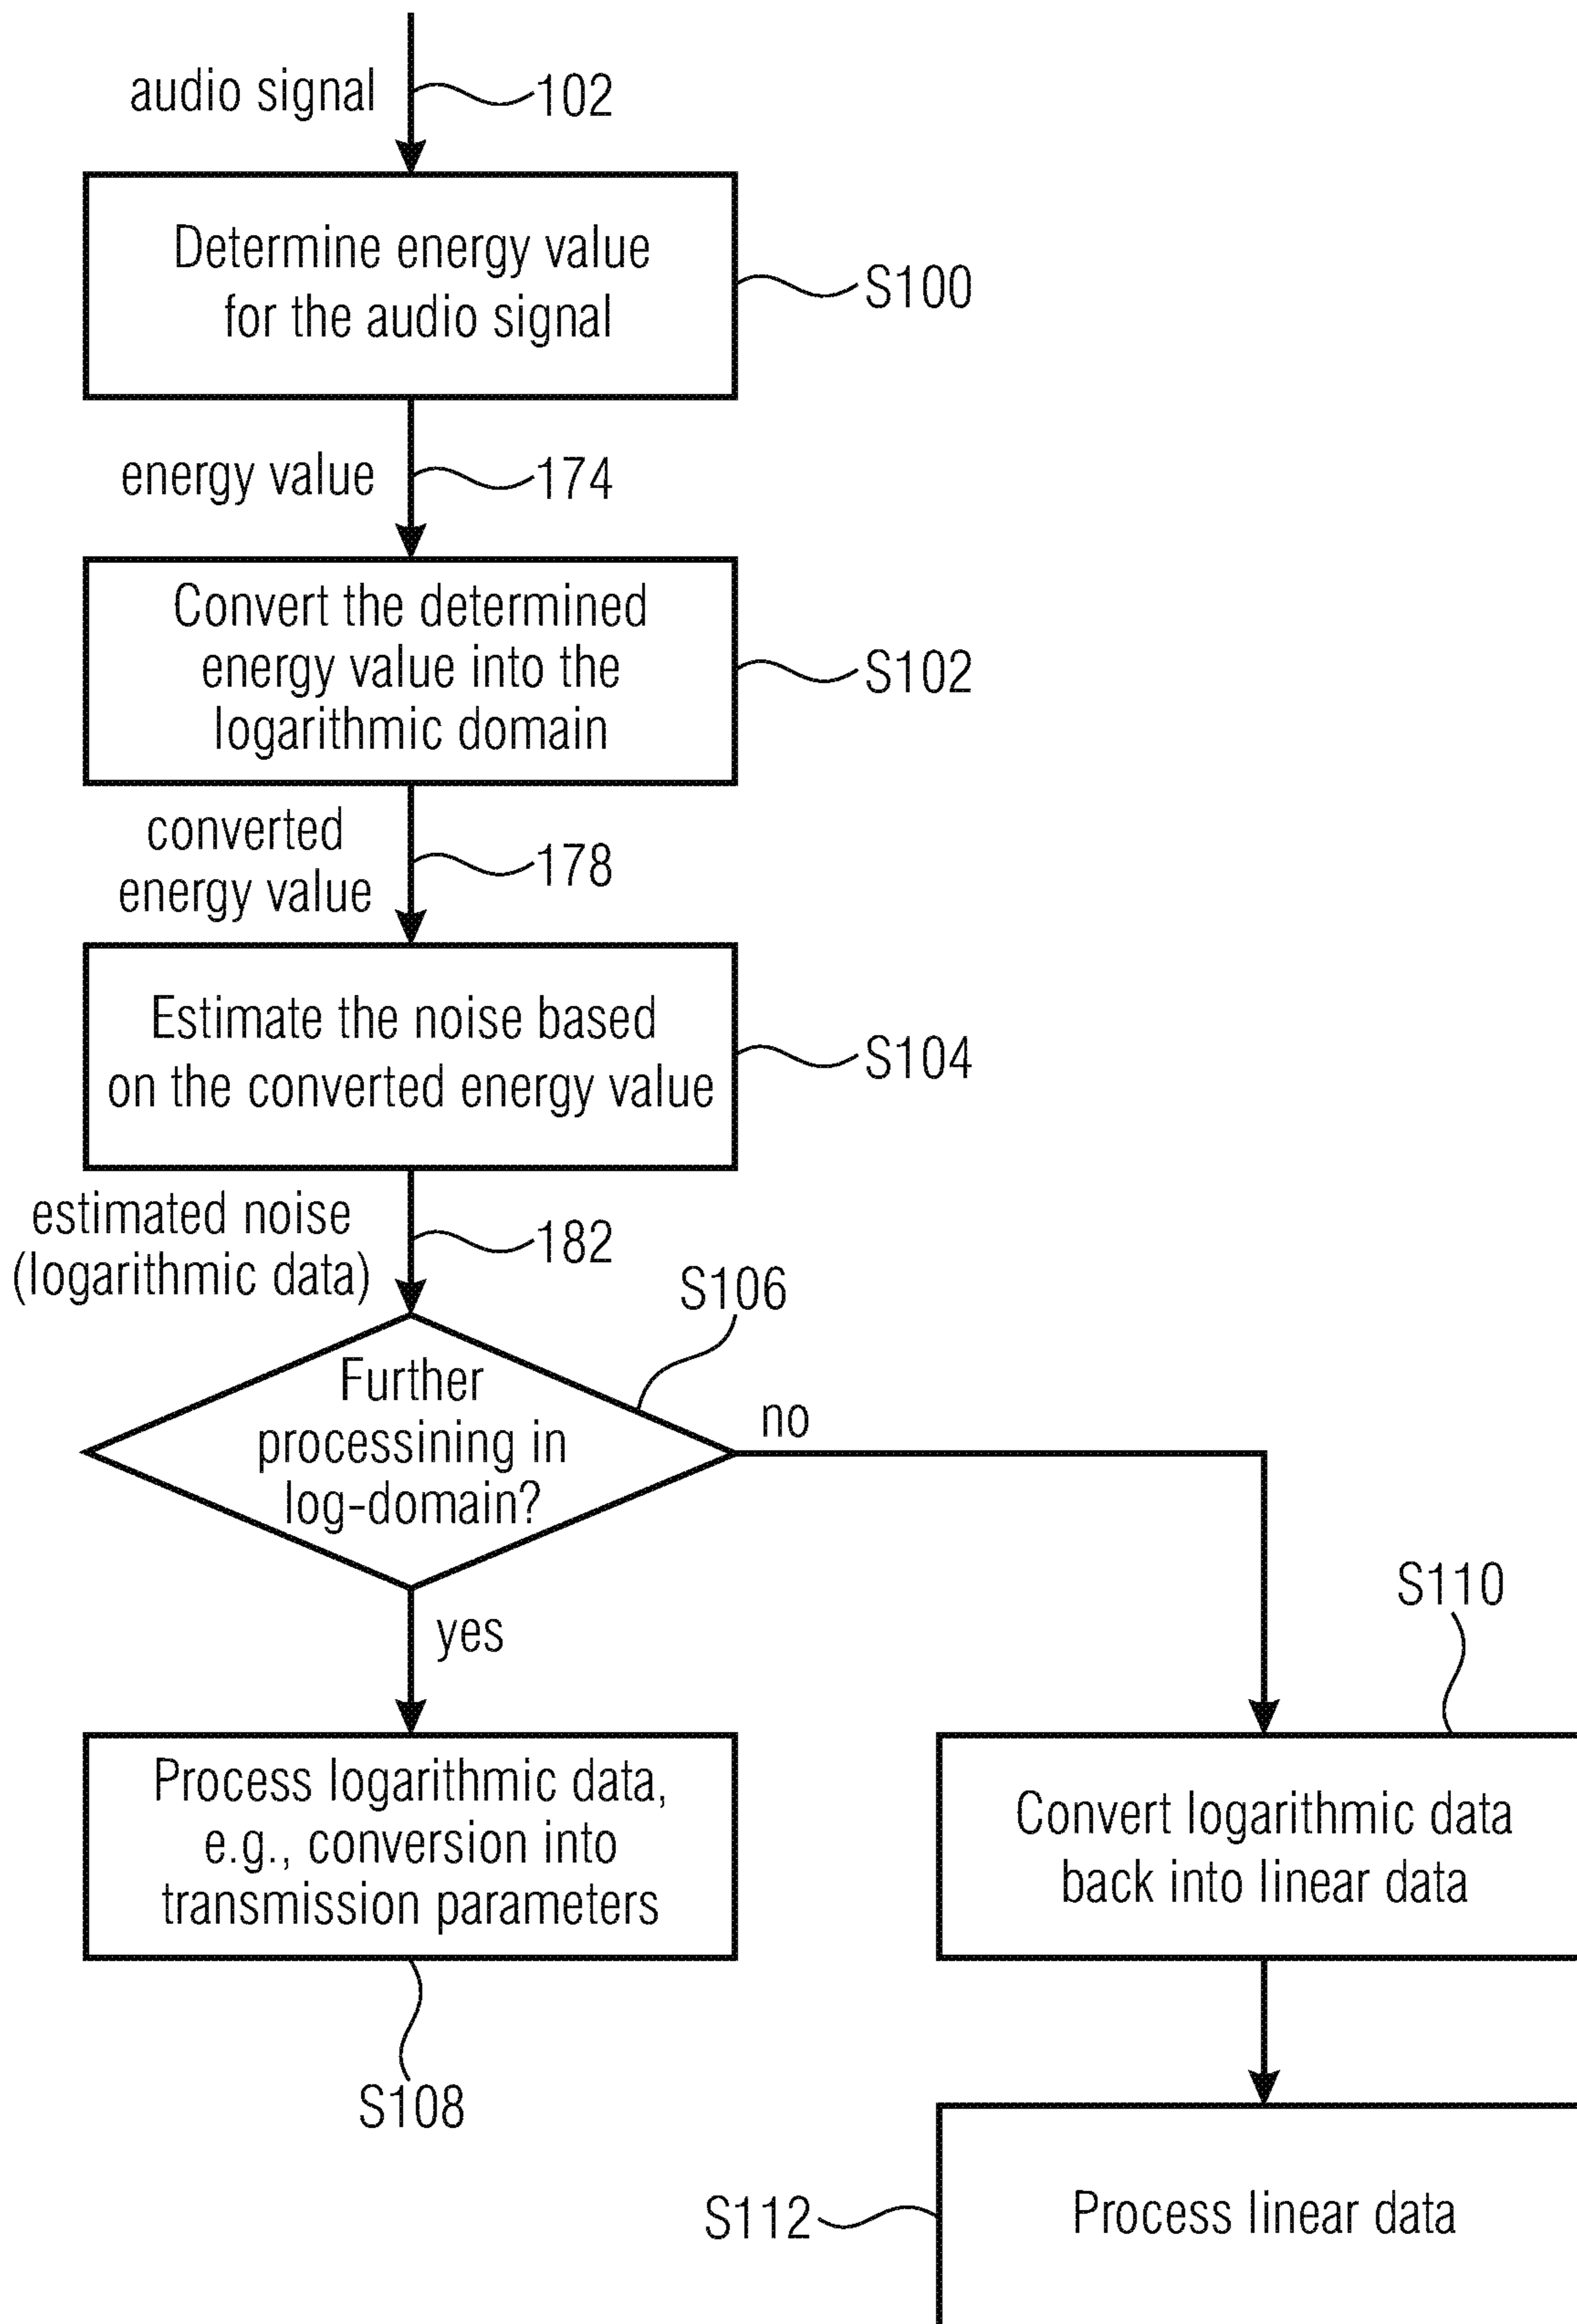 audio signal
102
Determine energy value
for the audio signal
S100
energy value
174
Convert the determined
energy value into the
logarithmic domain
S102
converted
energy value
178
Estimate the noise based
on the converted energy value
S104
estimated noise
(logarithmic data)
182
S106
Further
processining in
log-domain?
no
yes
S110
Process logarithmic data,
e.g., conversion into
transmission parameters
S108
Convert logarithmic data
back into linear data
S112
Process linear data